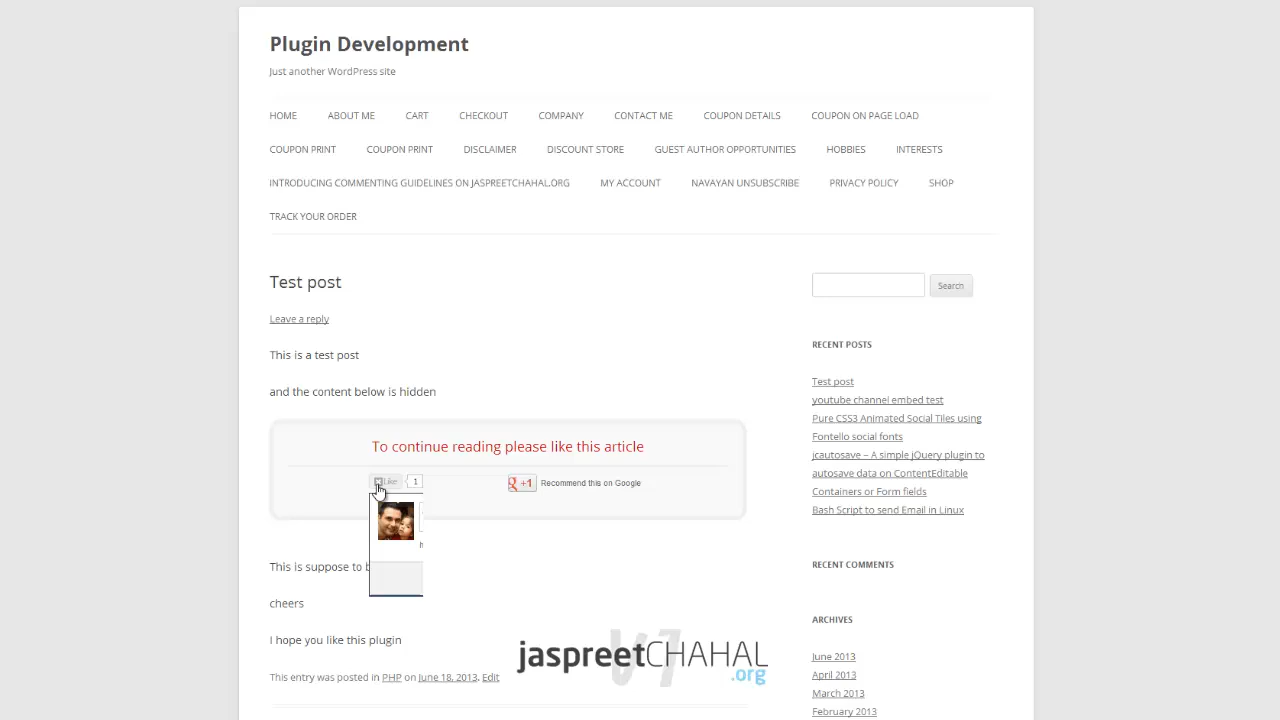 Plugin Development
Just another WordPress site
HOME ABOUT ME CART CHECKOUT COMPANY CONTACT ME COUPON DETAILS COUPON ON PAGE LOAD
COUPON PRINT COUPON PRINT DISCLAIMER DISCOUNT STORE GUEST AUTHOR OPPORTUNITIES HOBBIES INTERESTS
INTRODUCING COMMENTING GUIDELINES ON JASPREETCHAHAL.ORG MY ACCOUNT NAVAYAN UNSUBSCRIBE PRIVACY POLICY SHOP
TRACK YOUR ORDER
Test post
Leave a reply
This is a test post
and the content below is hidden
To continue reading please like this article
Like 1
+1 Recommend this on Google
This is suppose to
cheers
I hope you like this plugin
This entry was posted in PHP on June 18, 2013. Edit
jaspreetCHAHAL
.org
Search
RECENT POSTS
Test post
youtube channel embed test
Pure CSS3 Animated Social Tiles using
Fontello social fonts
jcautosave – A simple jQuery plugin to
autosave data on ContentEditable
Containers or Form fields
Bash Script to send Email in Linux
RECENT COMMENTS
ARCHIVES
June 2013
April 2013
March 2013
February 2013